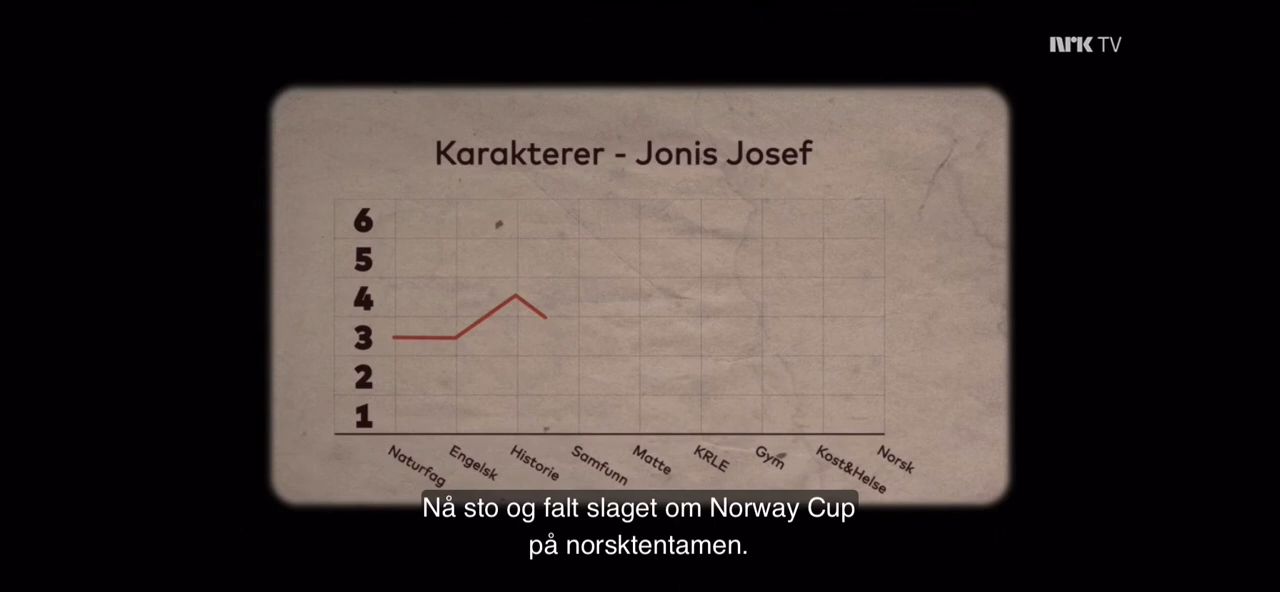 nrk TV
Karakterer - Jonis Josef
6
5
4
3
2
1
Naturfag
Engelsk
Historie
Samfunn
Matte
KRLE
Gym
Kost&Helse
Norsk
Nå sto og falt slaget om Norway Cup
på norsktentamen.